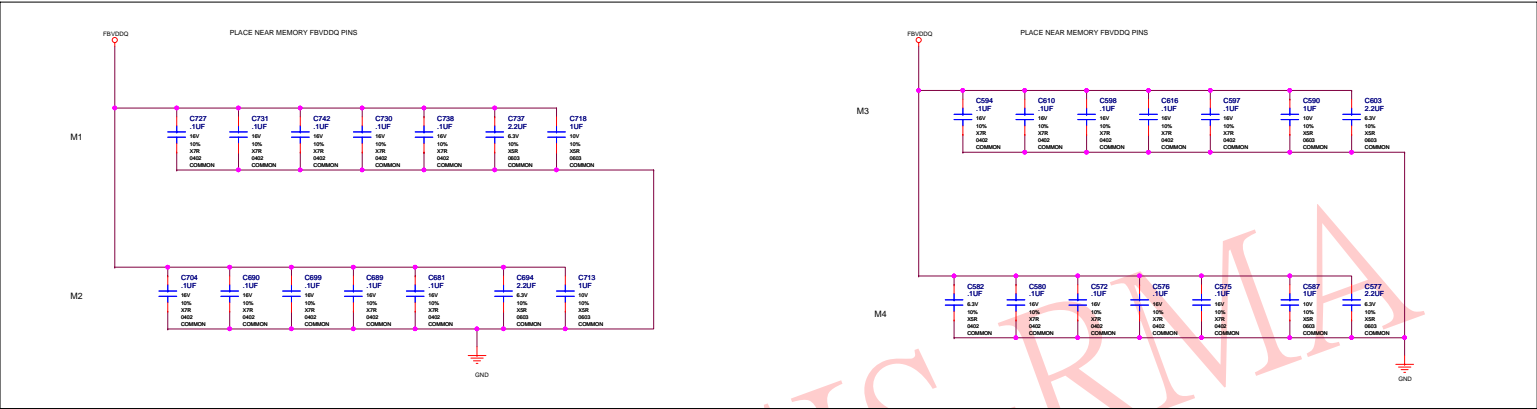 FBVDDQ
PLACE NEAR MEMORY FBVDDQ PINS
M1
C727
.1UF
16V
10%
X7R
0402
COMMON
C731
.1UF
16V
10%
X7R
0402
COMMON
C742
.1UF
16V
10%
X7R
0402
COMMON
C730
.1UF
16V
10%
X7R
0402
COMMON
C738
.1UF
16V
10%
X7R
0402
COMMON
C737
2.2UF
6.3V
10%
X5R
0603
COMMON
C718
1UF
10V
10%
X5R
0603
COMMON
M2
C704
.1UF
16V
10%
X7R
0402
COMMON
C690
.1UF
16V
10%
X7R
0402
COMMON
C699
.1UF
16V
10%
X7R
0402
COMMON
C689
.1UF
16V
10%
X7R
0402
COMMON
C681
.1UF
16V
10%
X7R
0402
COMMON
C694
2.2UF
6.3V
10%
X5R
0603
COMMON
C713
1UF
10V
10%
X5R
0603
COMMON
GND
FBVDDQ
PLACE NEAR MEMORY FBVDDQ PINS
M3
C594
.1UF
16V
10%
X7R
0402
COMMON
C610
.1UF
16V
10%
X7R
0402
COMMON
C598
.1UF
16V
10%
X7R
0402
COMMON
C616
.1UF
16V
10%
X7R
0402
COMMON
C597
.1UF
16V
10%
X7R
0402
COMMON
C590
1UF
10V
10%
X5R
0603
COMMON
C603
2.2UF
6.3V
10%
X5R
0603
COMMON
M4
C582
.1UF
6.3V
10%
X5R
0402
COMMON
C580
.1UF
16V
10%
X7R
0402
COMMON
C572
.1UF
16V
10%
X7R
0402
COMMON
C576
.1UF
16V
10%
X7R
0402
COMMON
C575
.1UF
16V
10%
X7R
0402
COMMON
C587
1UF
10V
10%
X5R
0603
COMMON
C577
2.2UF
6.3V
10%
X5R
0603
COMMON
GND
RMA